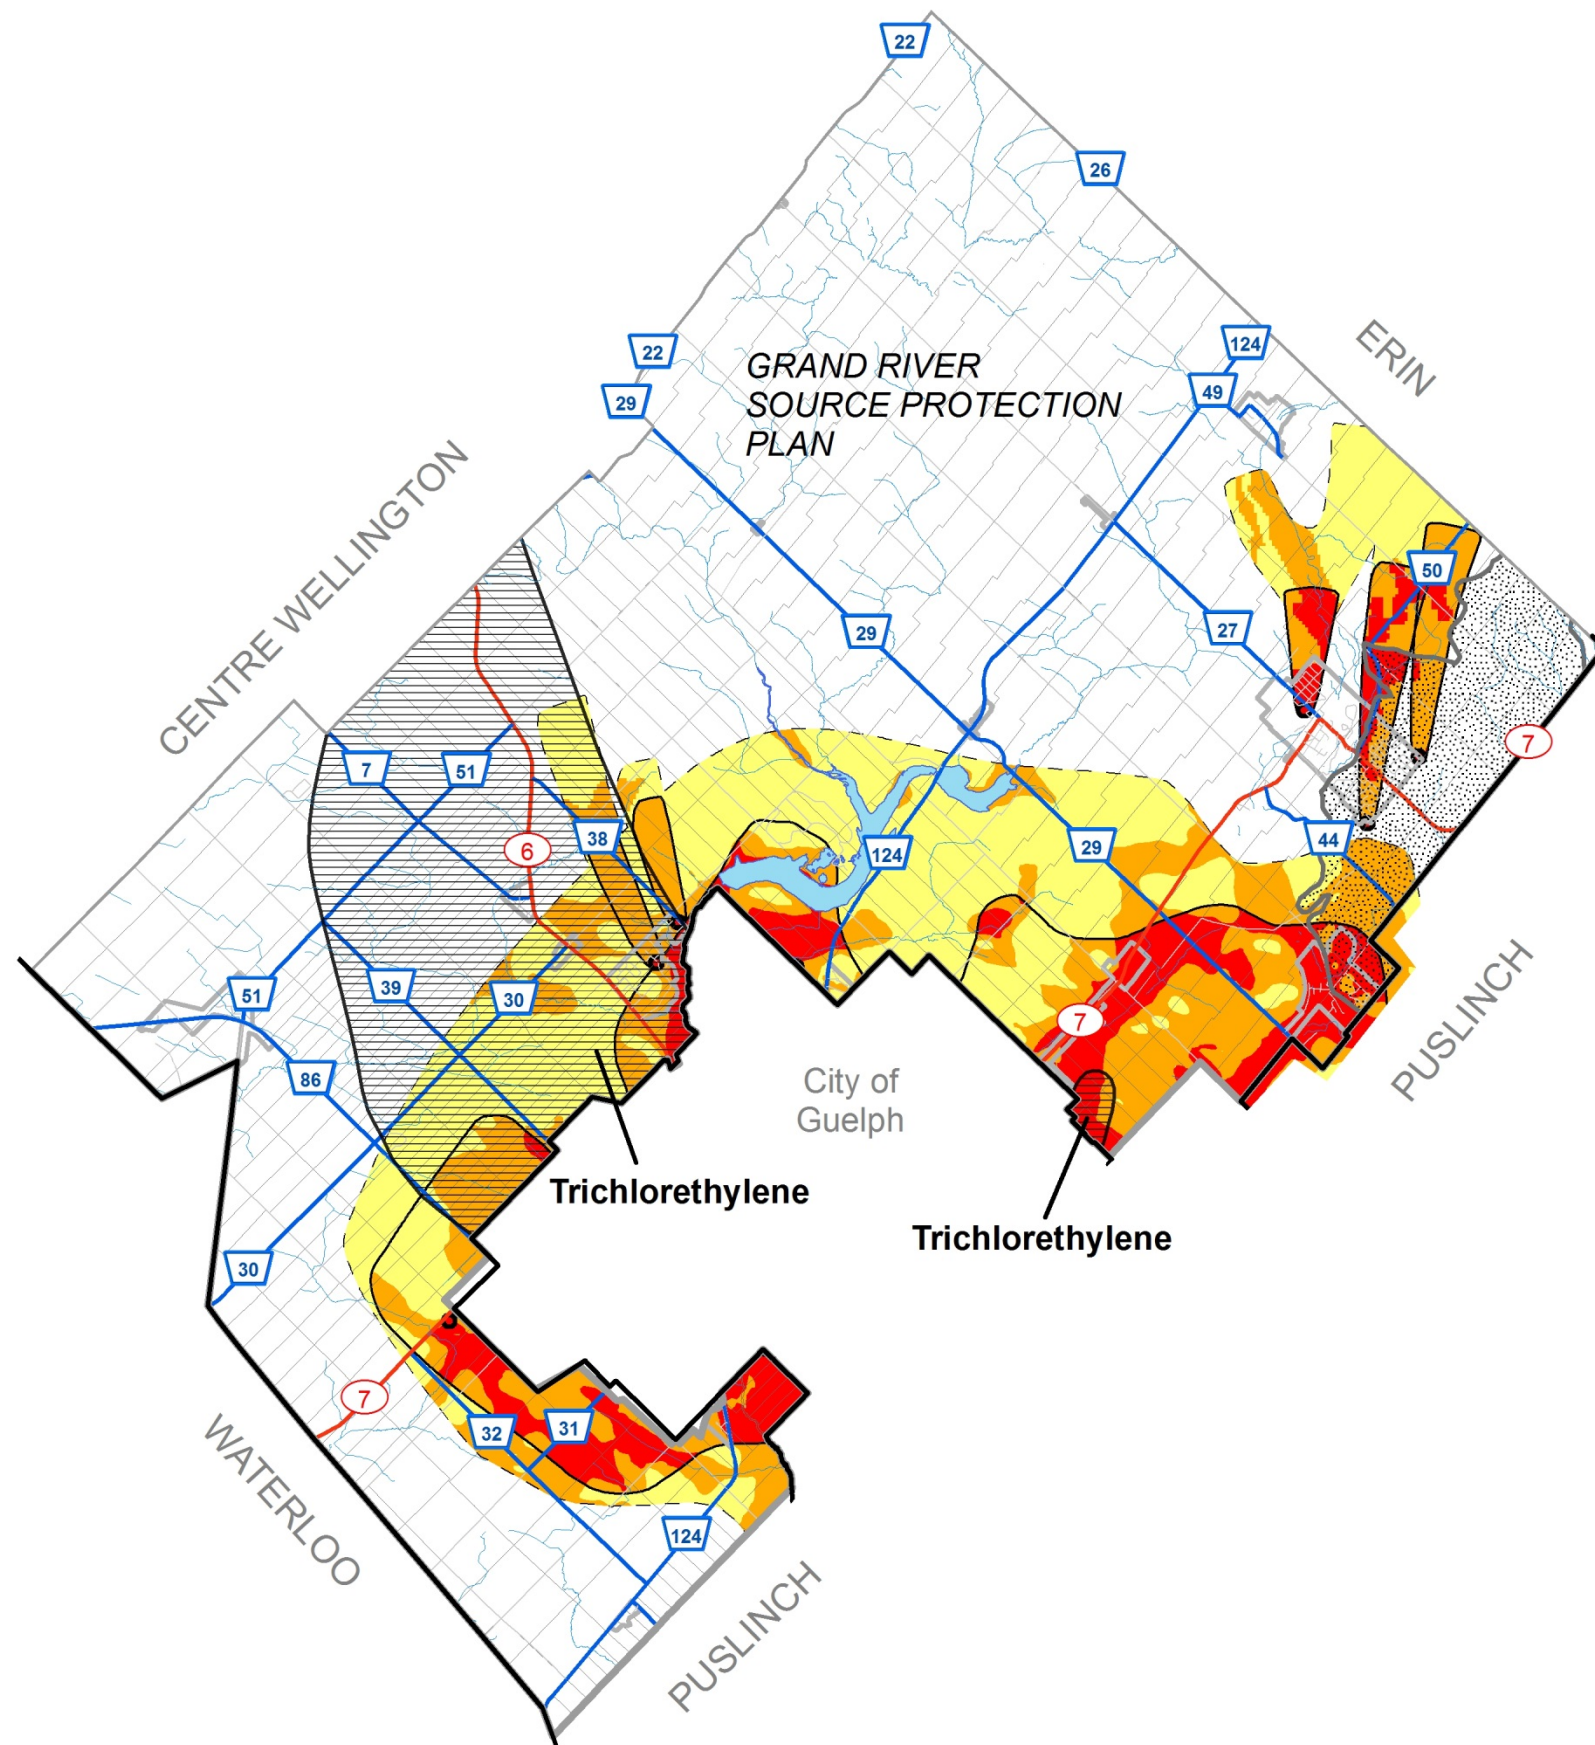 22
26
ERIN
124
22
GRAND RIVER
SOURCE PROTECTION
PLAN
49
29
CENTRE WELLINGTON
50
27
29
7
51
7
6
38
124
29
44
51
39
30
7
PUSLINCH
86
City of
Guelph
Trichlorethylene
Trichlorethylene
30
7
32
31
WATERLOO
124
PUSLINCH